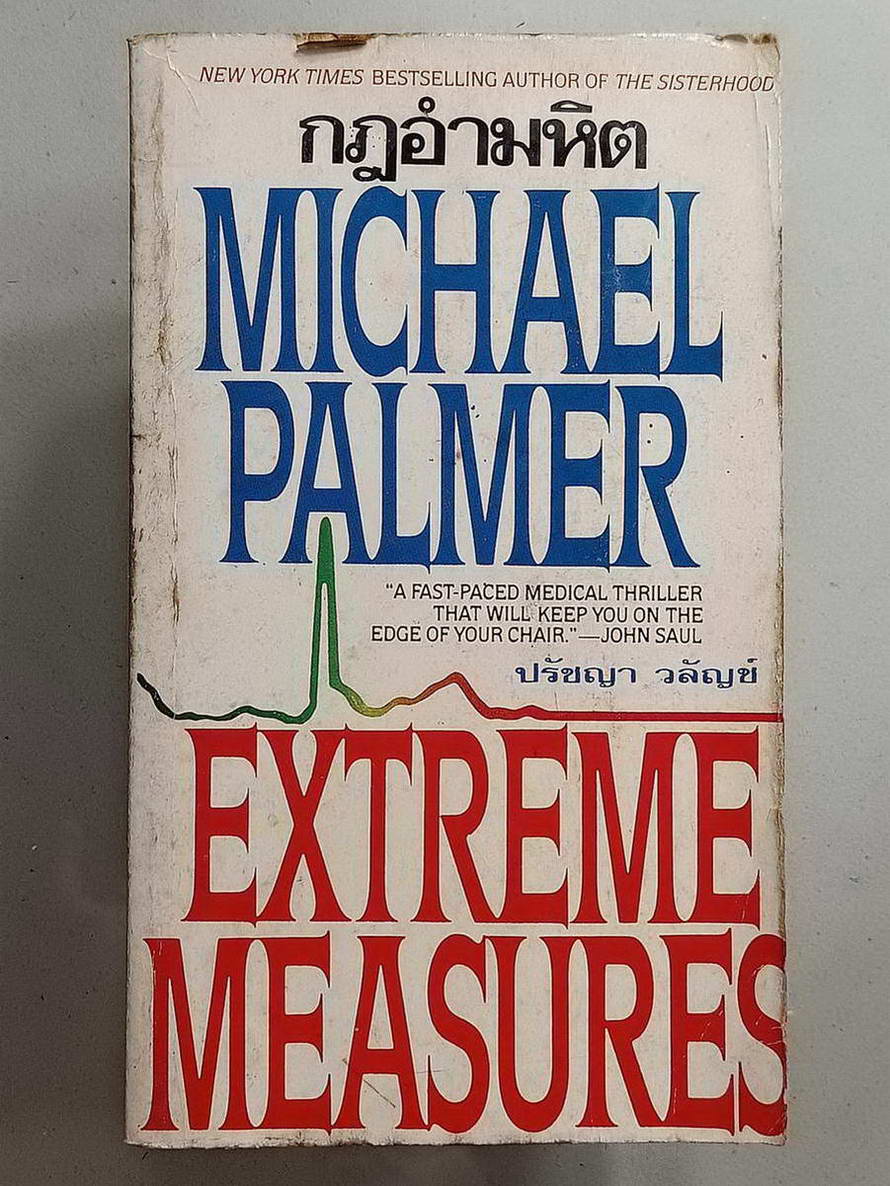 NEW YORK TIMES BESTSELLING AUTHOR OF THE SISTERHOOD
กฎอำมหิต
MICHAEL
PALMER
"A FAST-PACED MEDICAL THRILLER
THAT WILL KEEP YOU ON THE
EDGE OF YOUR CHAIR."—JOHN SAUL
ปรัชญา วลัญช์
EXTREME
MEASURES